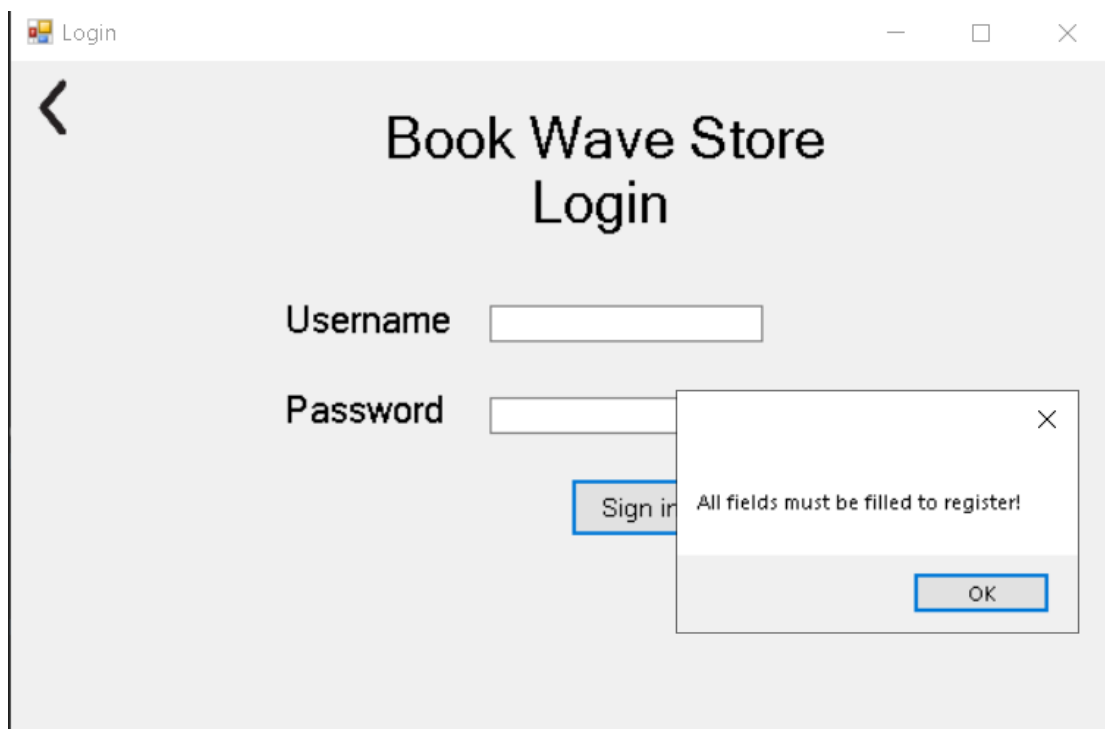 Login
Book Wave Store
Login
Username
Password
Sign in
All fields must be filled to register!
OK